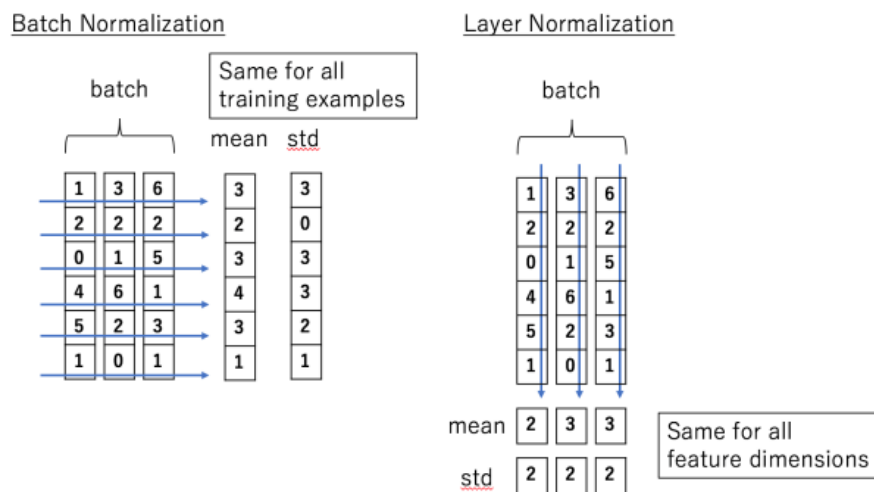 Batch Normalization
batch
Same for all
training examples
mean std
1 3 6 3 3
2 2 2 2 0
0 1 5 3 3
4 6 1 4 3
5 2 3 3 2
1 0 1 1 1
Layer Normalization
batch
1 3 6
2 2 2
0 1 5
4 6 1
5 2 3
1 0 1
mean 2 3 3
std 2 2 2
Same for all
feature dimensions